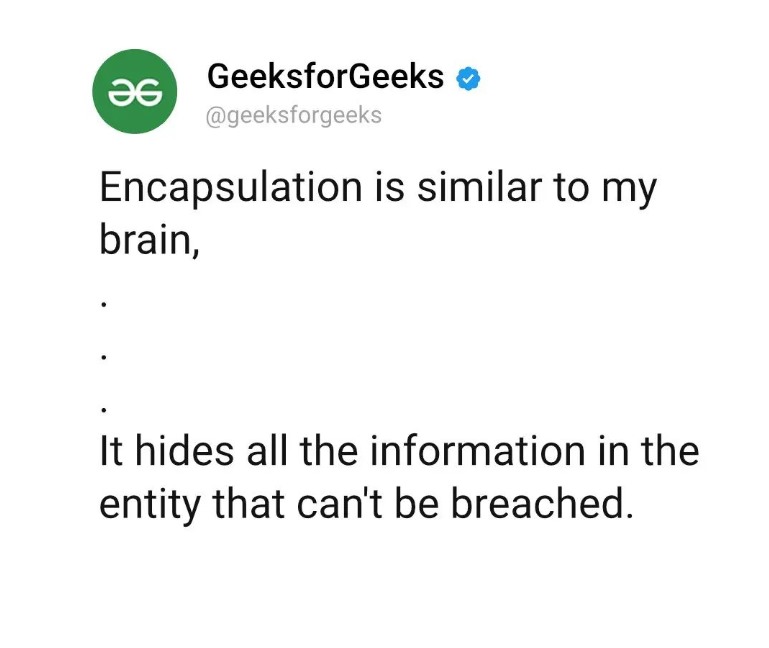 GeeksforGeeks
@geeksforgeeks
Encapsulation is similar to my
brain,
.
.
.
It hides all the information in the
entity that can't be breached.